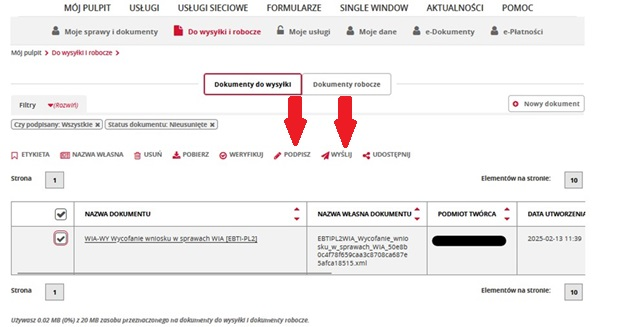 MÓJ PULPIT USŁUGI USŁUGI SIECIOWE FORMULARZE SINGLE WINDOW AKTUALNOŚCI POMOC
Moje sprawy i dokumenty Do wysyłki i robocze Moje usługi Moje dane e-Dokumenty e-Płatności
Mój pulpit > Do wysyłki i robocze >
Dokumenty do wysyłki Dokumenty robocze
Filtry (Rozwiń) Nowy dokument
Czy podpisany: Wszystkie x Status dokumentu: Nieusunięte x
ETYKIETA NAZWA WŁASNA USUŃ POBIERZ WERYFIKUJ PODPISZ WYŚLIJ UDOSTĘPNIJ
Strona 1 Elementów na stronie: 10
NAZWA DOKUMENTU NAZWA WŁASNA DOKUMENTU PODMIOT TWÓRCA DATA UTWORZENIA
WIA-WY Wycofanie wniosku w sprawach WIA [EBTI-PL2] EBTIPL2WIA_Wycofanie_wnio 2025-02-13 11:39
sku_w_sprawach_WIA_50e8b
0c4f78f659caa3c8708ca687e
5afca18515.xml
Strona 1 Elementów na stronie: 10
Używasz 0.02 MB (0%) z 20 MB zasobu przeznaczonego na dokumenty do wysyłki i dokumenty robocze.